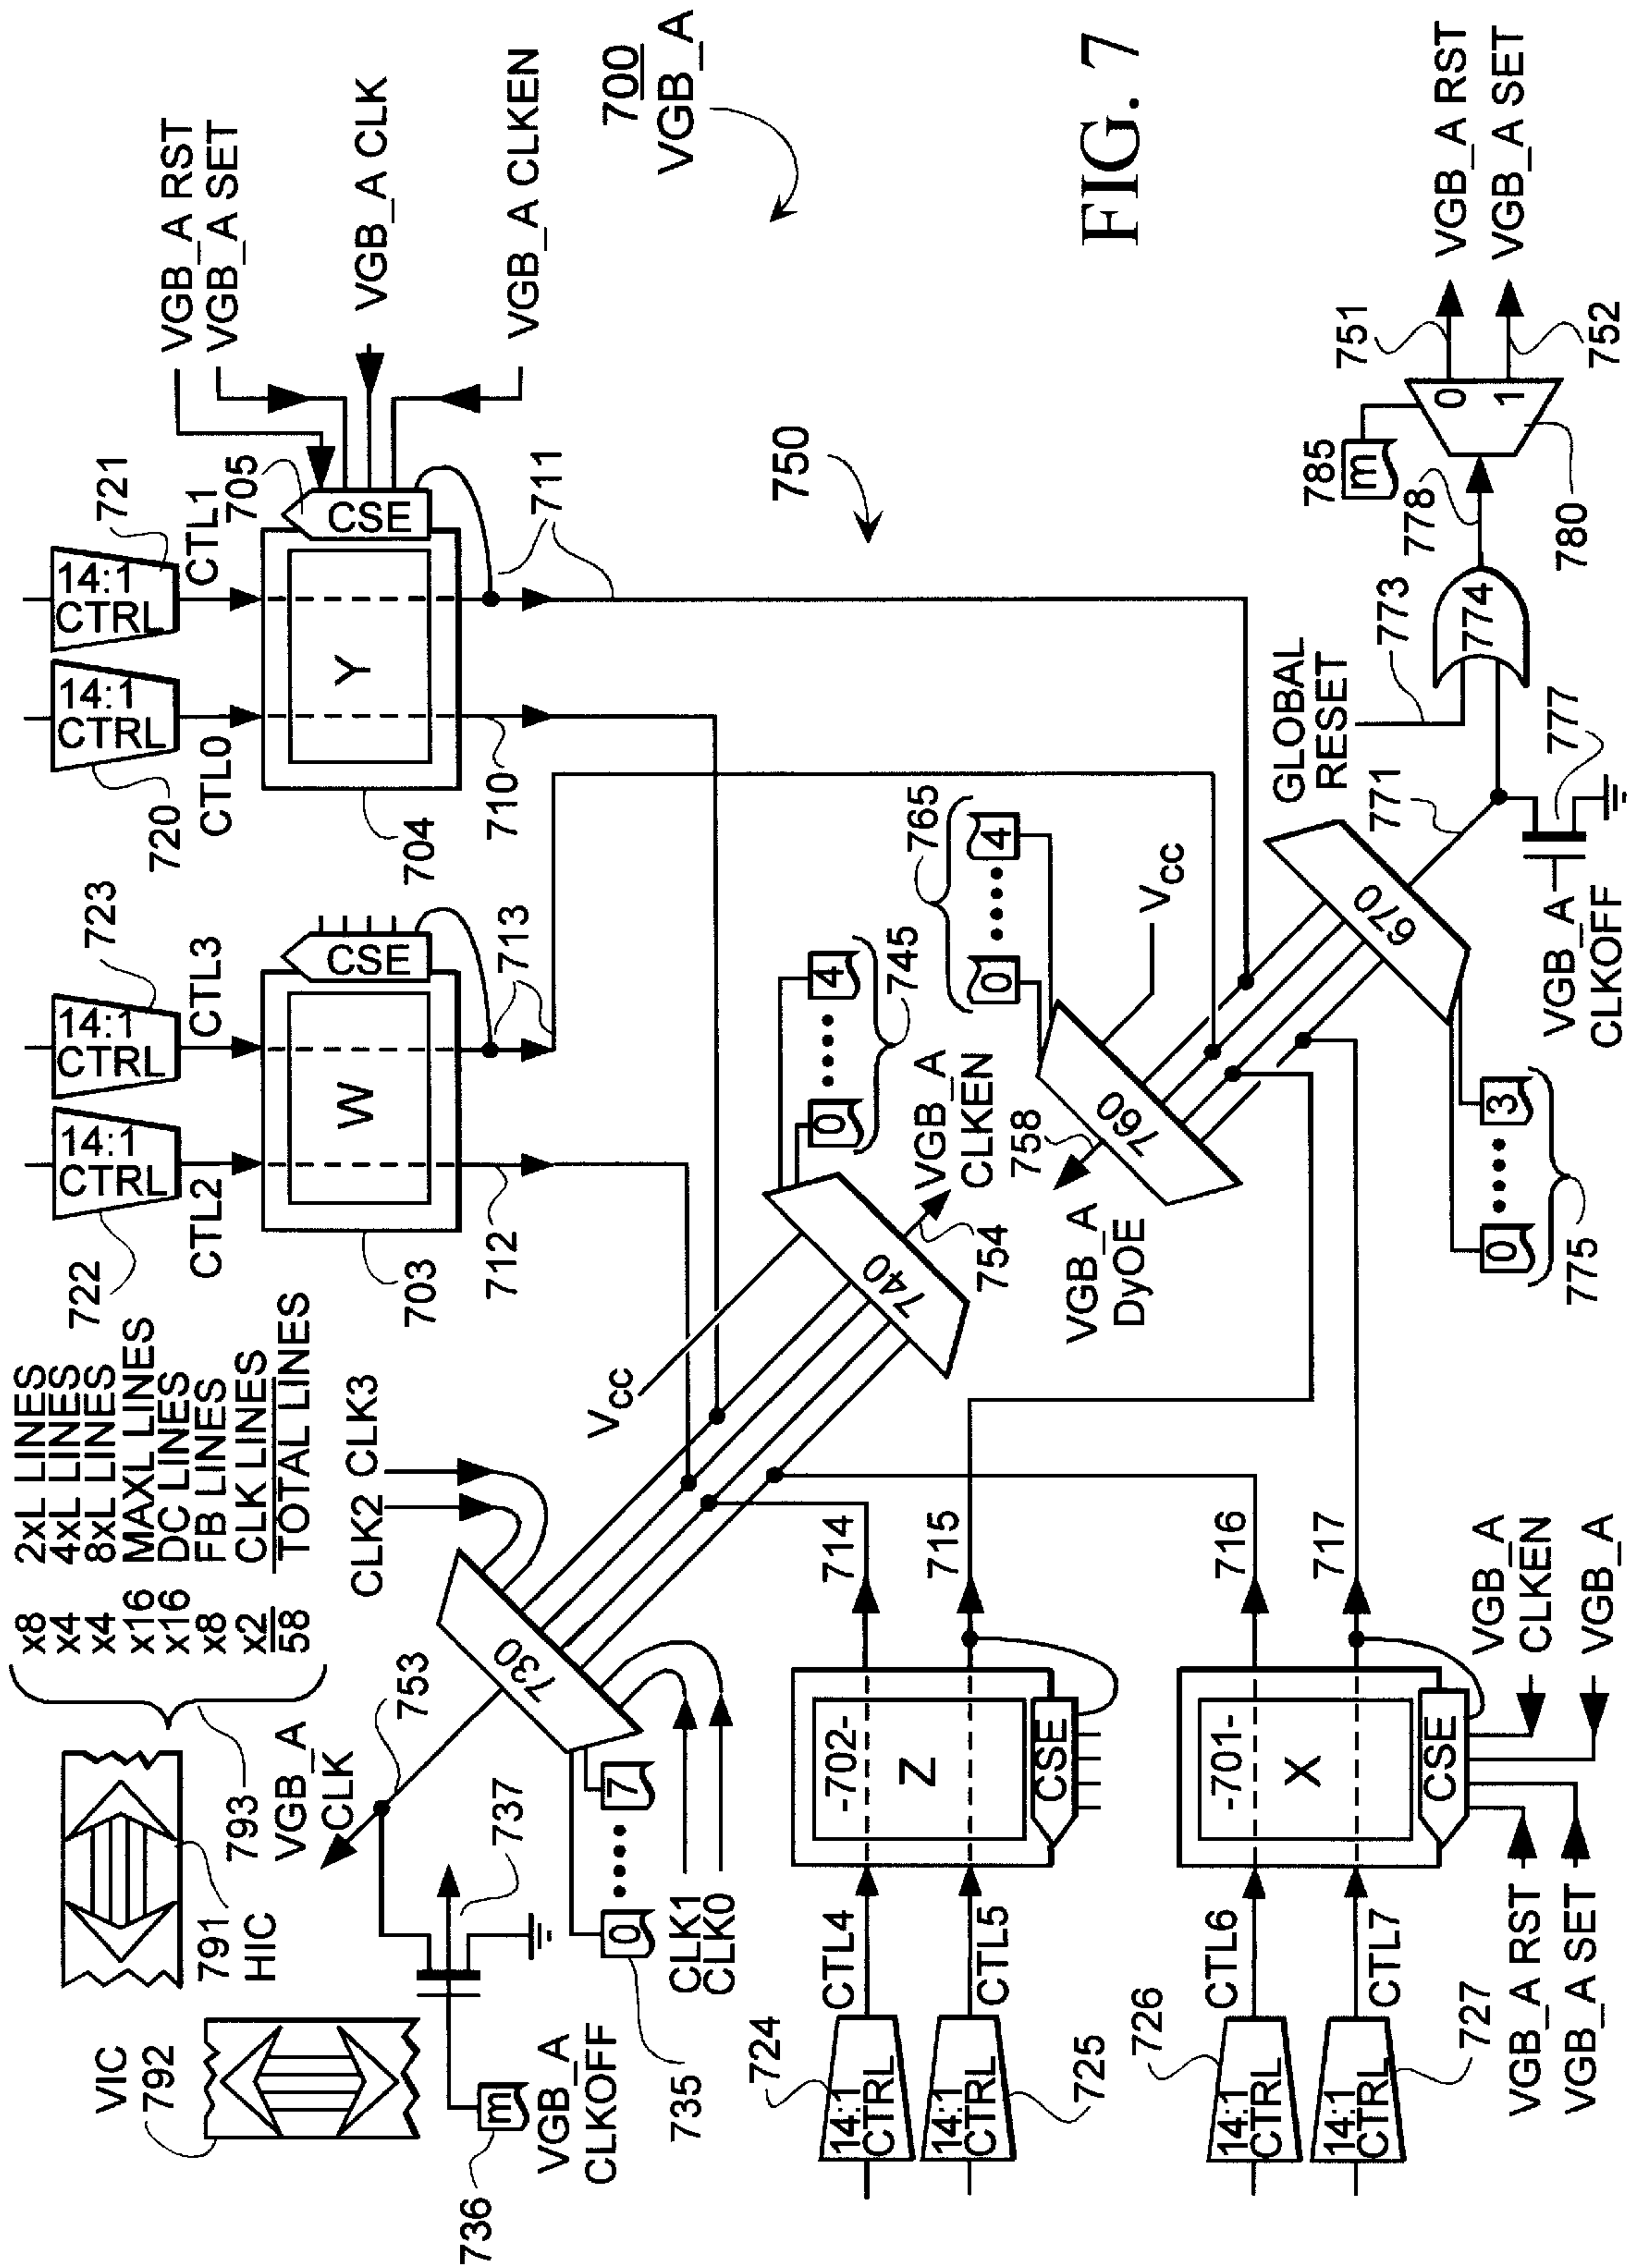 VIC
792
791
HIC
793
x8 2xL LINES
x4 4xL LINES
x4 8xL LINES
x16 MAXL LINES
x16 DC LINES
x8 FB LINES
x2 CLK LINES
58 TOTAL LINES
722
14:1
CTRL
CTL2
723
14:1
CTRL
CTL3
720
14:1
CTRL
CTL0
721
14:1
CTRL
CTL1
W
CSE
703
712
713
Y
CSE
705
704
710
711
VGB_A RST
VGB_A SET
VGB_A CLK
VGB_A CLKEN
700
VGB_A
736
m
VGB_A
CLKOFF
737
VGB_A
CLK
753
0
7
735
730
CLK2
CLK3
CLK1
CLK0
Vcc
740
0
4
745
VGB_A
CLKEN
754
750
724
14:1
CTRL
CTL4
725
14:1
CTRL
CTL5
-702-
Z
CSE
714
715
726
14:1
CTRL
CTL6
727
14:1
CTRL
CTL7
-701-
X
CSE
716
717
VGB_A RST
VGB_A SET
VGB_A
CLKEN
VGB_A
VGB_A
DyOE
758
760
0
4
765
Vcc
670
0
3
775
771
VGB_A
CLKOFF
777
GLOBAL
RESET
773
774
778
785
m
780
0
1
751
752
VGB_A RST
VGB_A SET
FIG. 7